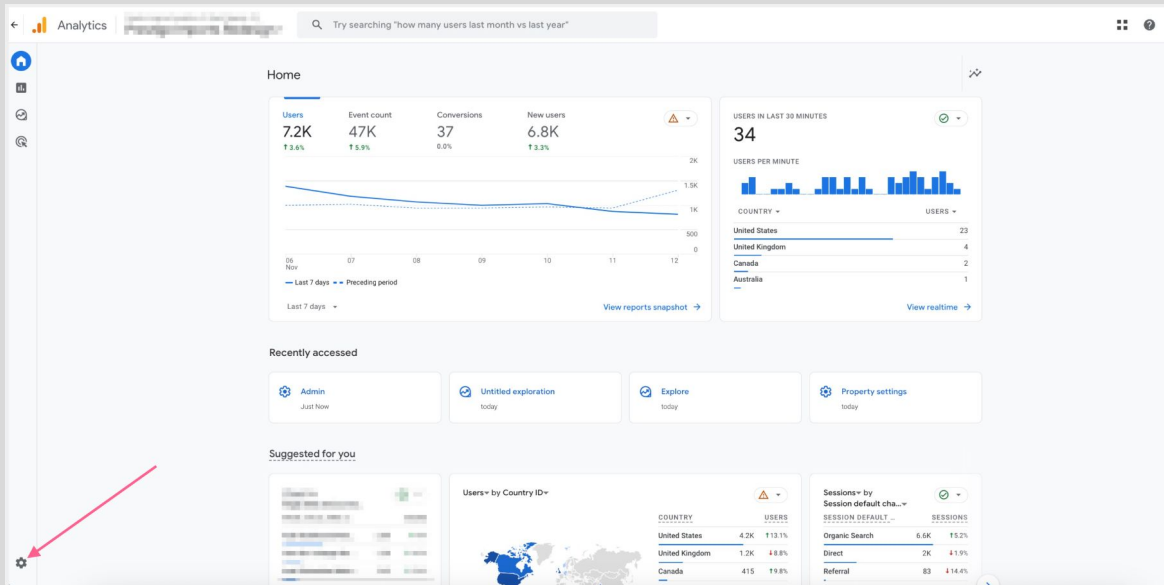 Analytics
Try searching "how many users last month vs last year"
Home
Users Event count Conversions New users
7.2K 47K 37 6.8K
↑ 3.6% ↑ 5.9% 0.0% ↑ 3.3%
2K
1.5K
1K
500
0
06 07 08 09 10 11 12
Nov
Last 7 days Preceding period
Last 7 days View reports snapshot →
USERS IN LAST 30 MINUTES
34
USERS PER MINUTE
COUNTRY USERS
United States 23
United Kingdom 4
Canada 2
Australia 1
View realtime →
Recently accessed
Admin
Just Now
Untitled exploration
today
Explore
today
Property settings
today
Suggested for you
Users by Country ID
COUNTRY USERS
United States 4.2K ↑ 13.1%
United Kingdom 1.2K ↓ 8.8%
Canada 415 ↑ 9.8%
Sessions by
Session default cha...
SESSION DEFAULT ... SESSIONS
Organic Search 6.6K ↑ 5.2%
Direct 2K ↓ 1.9%
Referral 83 ↓ 14.4%